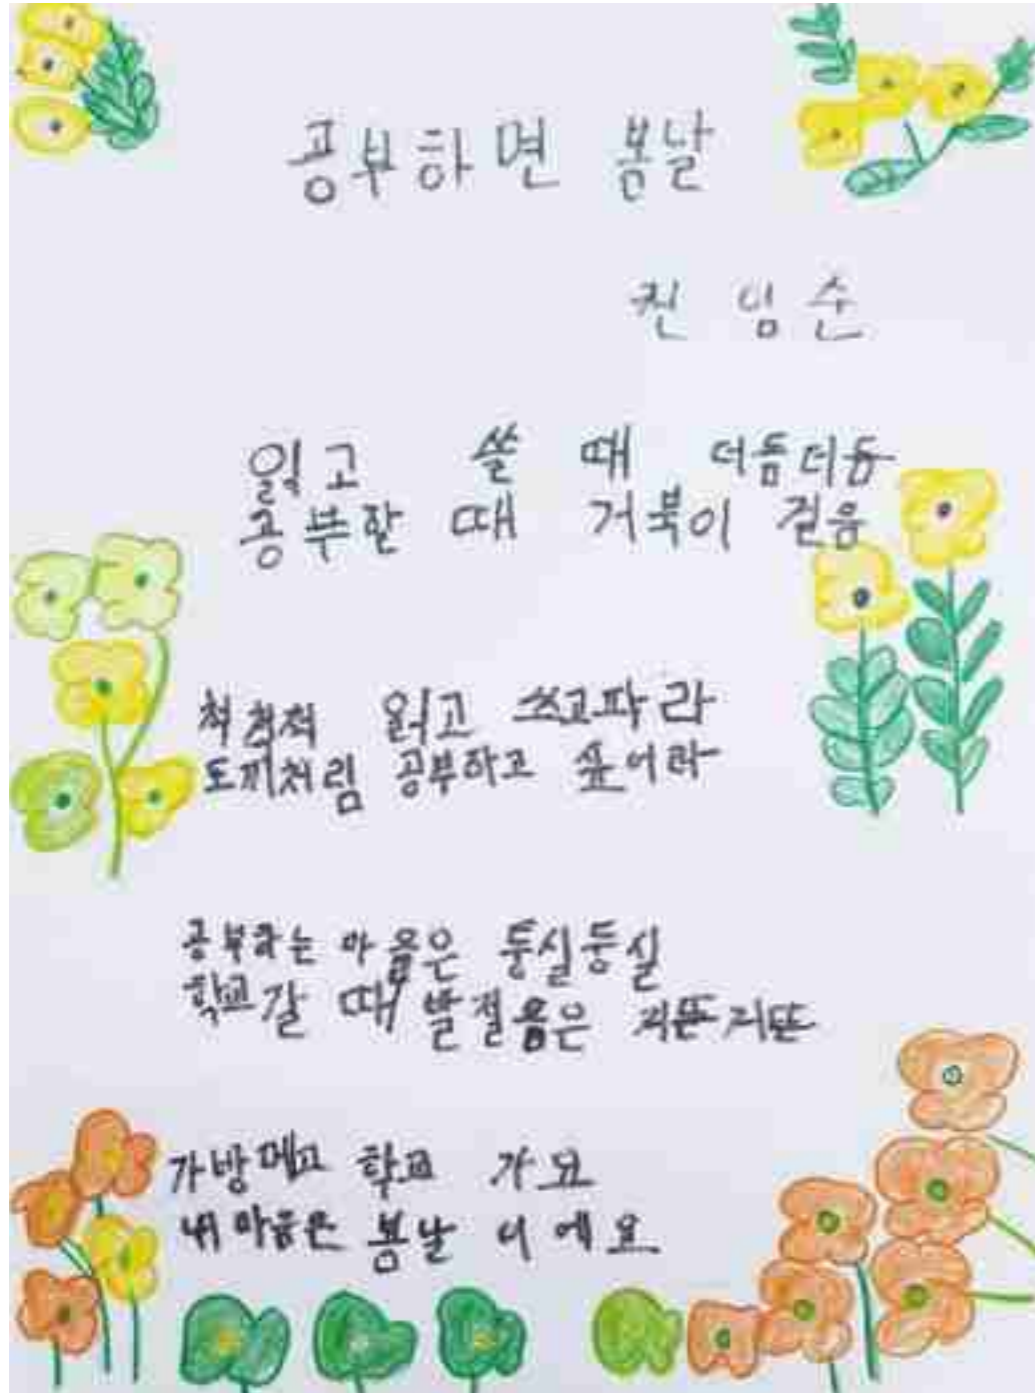 공부하면 봄날
임순
읽고 쓸 때 더듬더듬
공부할 때 거북이 걸음
척척척 읽고 쓰고파라
토끼처럼 공부하고 싶어라
공부하는 마음은 둥실둥실
학교갈 때 발걸음은 거뜬거뜬
가방메고 학교 가요
내 마음은 봄날 이에요